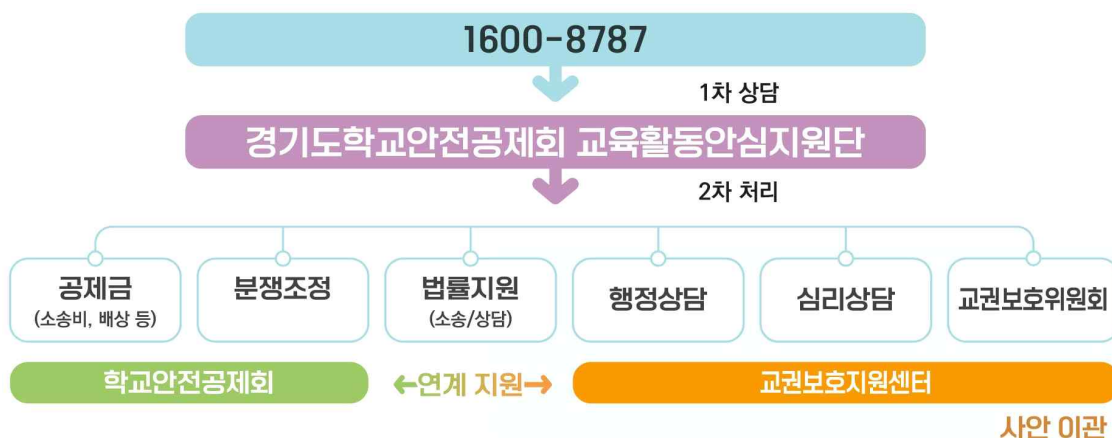 1600-8787
1차 상담
경기도학교안전공제회 교육활동안심지원단
2차 처리
공제금
(소송비, 배상 등)
분쟁조정
법률지원
(소송/상담)
행정상담
심리상담
교권보호위원회
학교안전공제회
←연계 지원→
교권보호지원센터
사안 이관